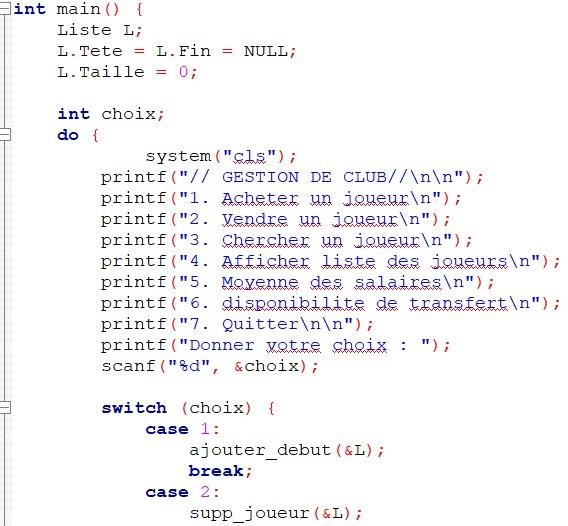 int main() {
    Liste L;
    L.Tete = L.Fin = NULL;
    L.Taille = 0;

    int choix;
    do {
            system("cls");
        printf("// GESTION DE CLUB//\n\n");
        printf("1. Acheter un joueur\n");
        printf("2. Vendre un joueur\n");
        printf("3. Chercher un joueur\n");
        printf("4. Afficher liste des joueurs\n");
        printf("5. Moyenne des salaires\n");
        printf("6. disponibilite de transfert\n");
        printf("7. Quitter\n\n");
        printf("Donner votre choix : ");
        scanf("%d", &choix);

        switch (choix) {
            case 1:
                ajouter_debut(&L);
                break;
            case 2:
                supp_joueur(&L);